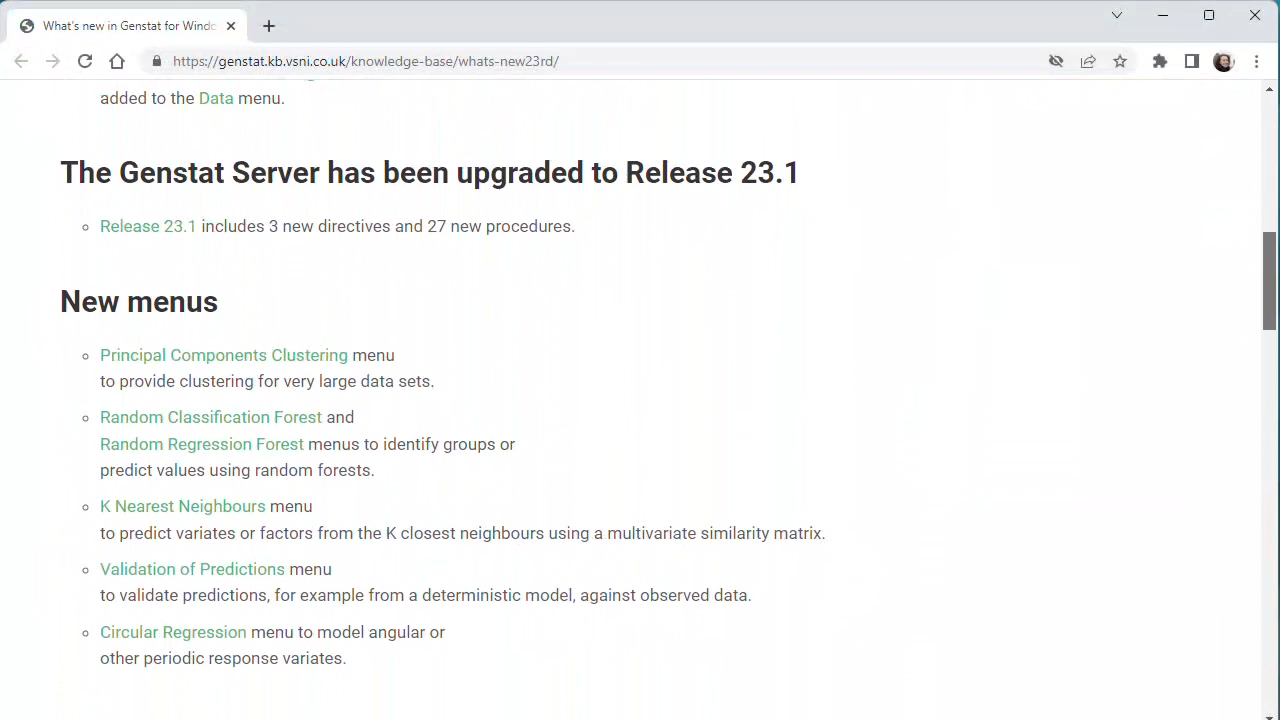 What's new in Genstat for Windo
https://genstat.kb.vsni.co.uk/knowledge-base/whats-new23rd/
added to the Data menu.
The Genstat Server has been upgraded to Release 23.1
Release 23.1 includes 3 new directives and 27 new procedures.
New menus
Principal Components Clustering menu
to provide clustering for very large data sets.
Random Classification Forest and
Random Regression Forest menus to identify groups or
predict values using random forests.
K Nearest Neighbours menu
to predict variates or factors from the K closest neighbours using a multivariate similarity matrix.
Validation of Predictions menu
to validate predictions, for example from a deterministic model, against observed data.
Circular Regression menu to model angular or
other periodic response variates.